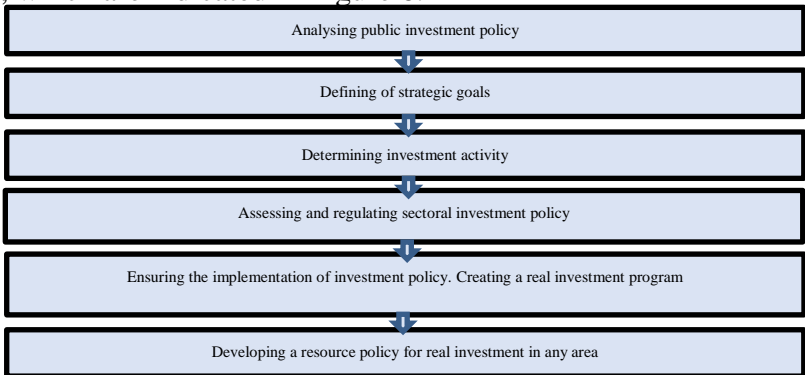 Analysing public investment policy
Defining of strategic goals
Determining investment activity
Assessing and regulating sectoral investment policy
Ensuring the implementation of investment policy. Creating a real investment program
Developing a resource policy for real investment in any area